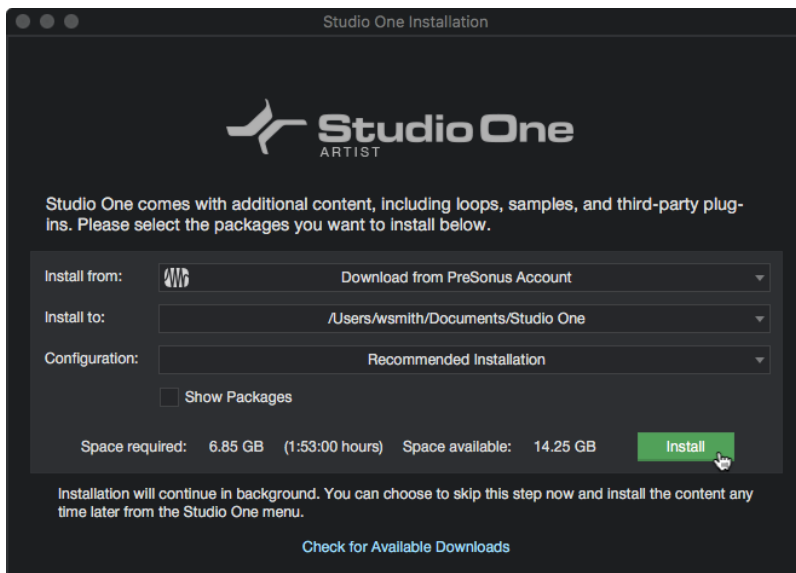 Studio One Installation
Studio One
ARTIST
Studio One comes with additional content, including loops, samples, and third-party plug-
ins. Please select the packages you want to install below.
Install from: Download from PreSonus Account
Install to: /Users/wsmith/Documents/Studio One
Configuration: Recommended Installation
Show Packages
Space required: 6.85 GB (1:53:00 hours) Space available: 14.25 GB Install
Installation will continue in background. You can choose to skip this step now and install the content any
time later from the Studio One menu.
Check for Available Downloads